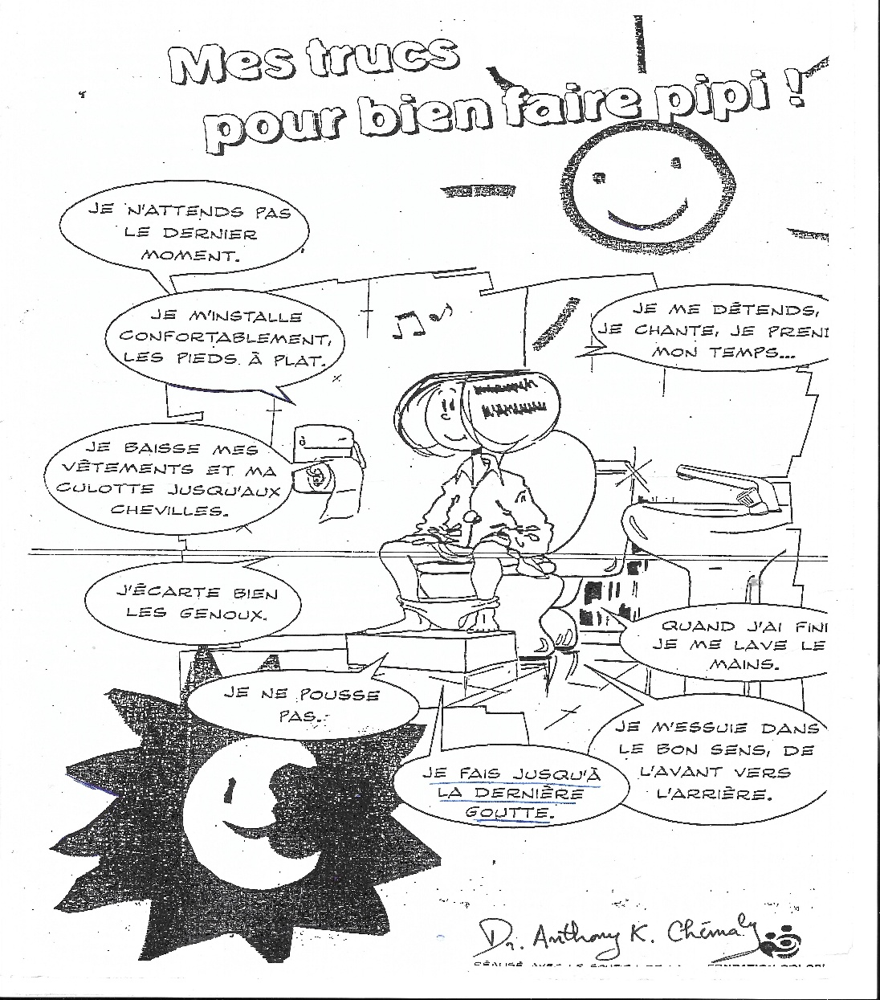 Mes trucs
pour bien faire pipi !
JE N'ATTENDS PAS
LE DERNIER
MOMENT.
JE M'INSTALLE
CONFORTABLEMENT,
LES PIEDS À PLAT.
JE BAISSE MES
VÊTEMENTS ET MA
CULOTTE JUSQU'AUX
CHEVILLES.
J'ÉCARTE BIEN
LES GENOUX.
JE NE POUSSE
PAS.
JE ME DÉTENDS,
JE CHANTE, JE
MON TEMPS...
JE FAIS JUSQU'À
LA DERNIÈRE
GOUTTE.
JE M'ESSUIE DANS
LE BON SENS, DE
L'AVANT VERS
L'ARRIÈRE.
QUAND J'AI FINI
JE ME LAVE LE
MAINS.
Dr. Anthony K. Chémaly